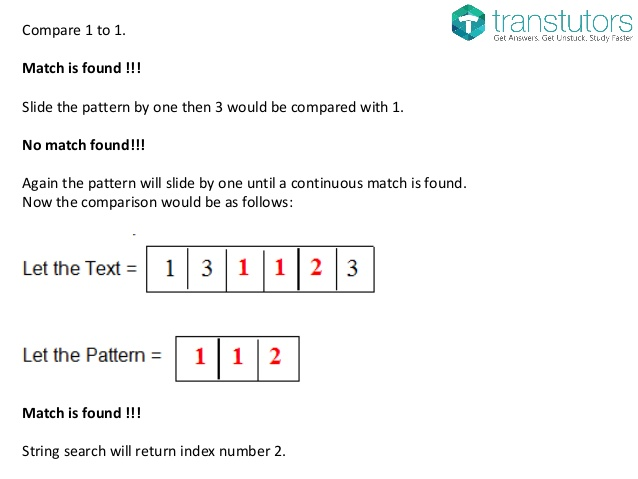 transtutors
Get Answers. Get Unstuck. Study Faster
Compare 1 to 1.
Match is found !!!
Slide the pattern by one then 3 would be compared with 1.
No match found!!!
Again the pattern will slide by one until a continuous match is found.
Now the comparison would be as follows:
Let the Text = 1 3 1 1 2 3
Let the Pattern = 1 1 2
Match is found !!!
String search will return index number 2.